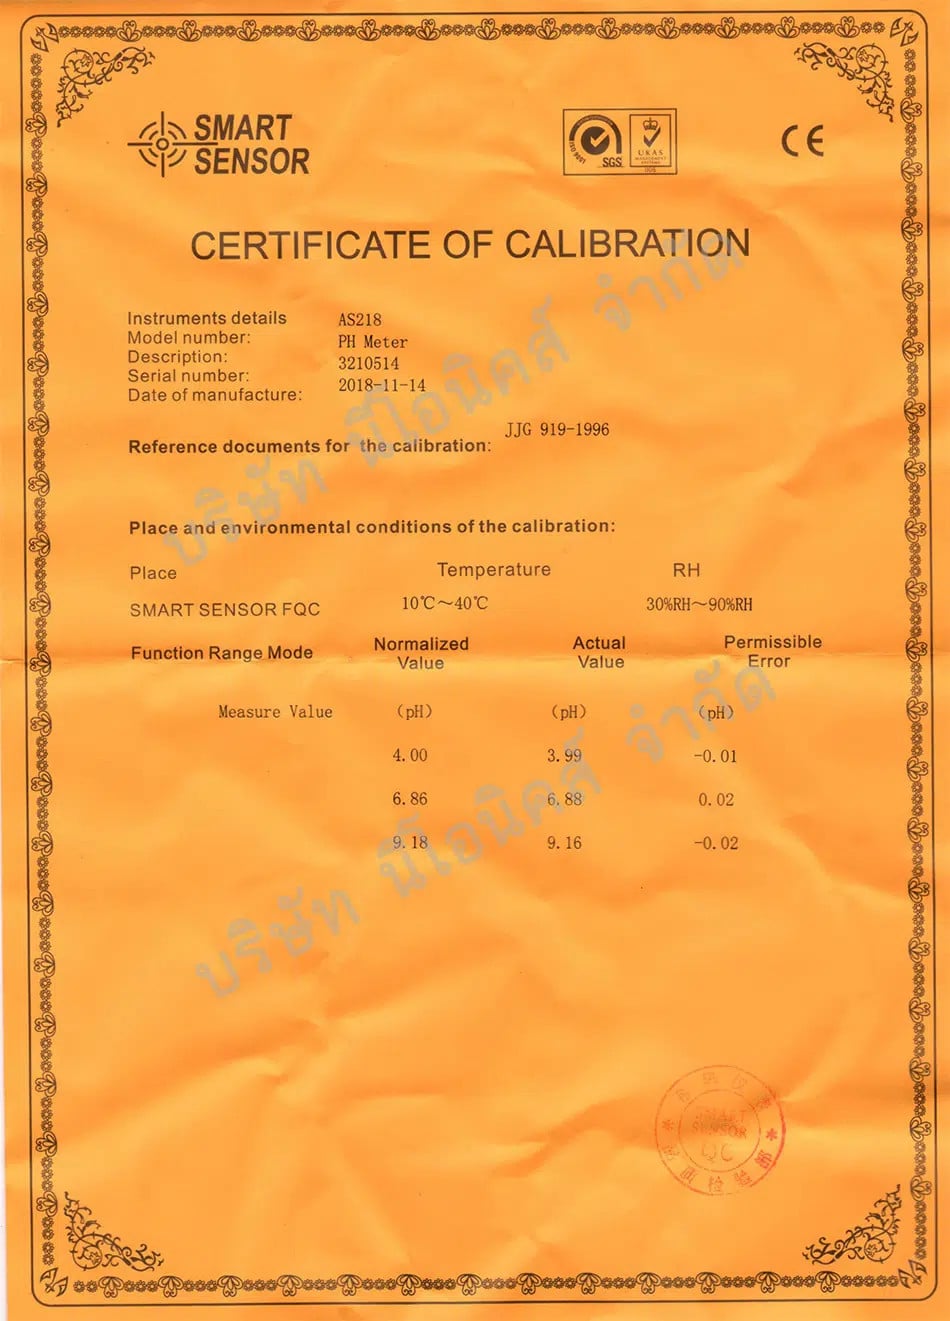 SMART
SENSOR
ISO 9001
SGS
UKAS
MANAGEMENT
SYSTEMS
005
CE
CERTIFICATE OF CALIBRATION
Instruments details
AS218
Model number:
PH Meter
Description:
3210514
Serial number:
2018-11-14
Date of manufacture:
JJG 919-1996
Reference documents for the calibration:
Place and environmental conditions of the calibration:
Place Temperature RH
SMART SENSOR FQC 10℃～40℃ 30%RH～90%RH
Function Range Mode Normalized Value Actual Value Permissible Error
Measure Value (pH) (pH) (pH)
4.00 3.99 -0.01
6.86 6.88 0.02
9.18 9.16 -0.02
บริษัท นีโอนิคส์ จำกัด
บริษัท นีโอนิคส์ จำกัด
SMART
SENSOR
QC